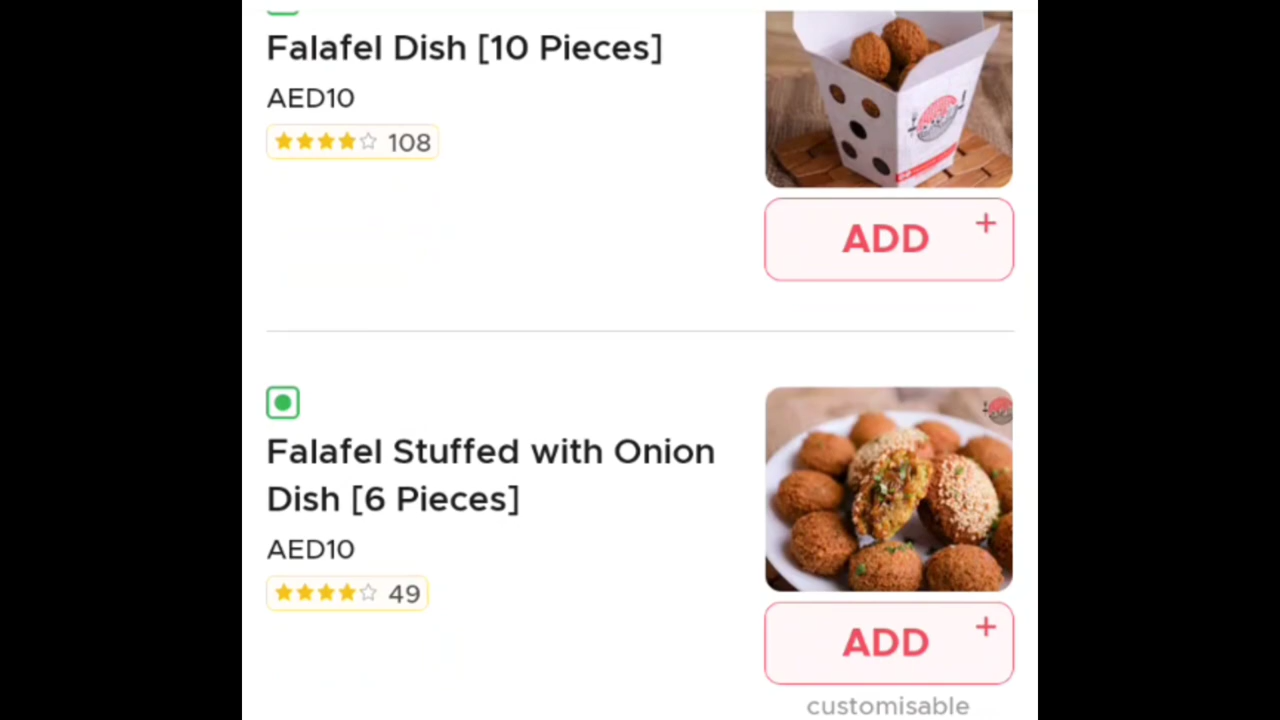 Falafel Dish [10 Pieces]
AED10
108
ADD
+
Falafel Stuffed with Onion
Dish [6 Pieces]
AED10
49
ADD
+
customisable